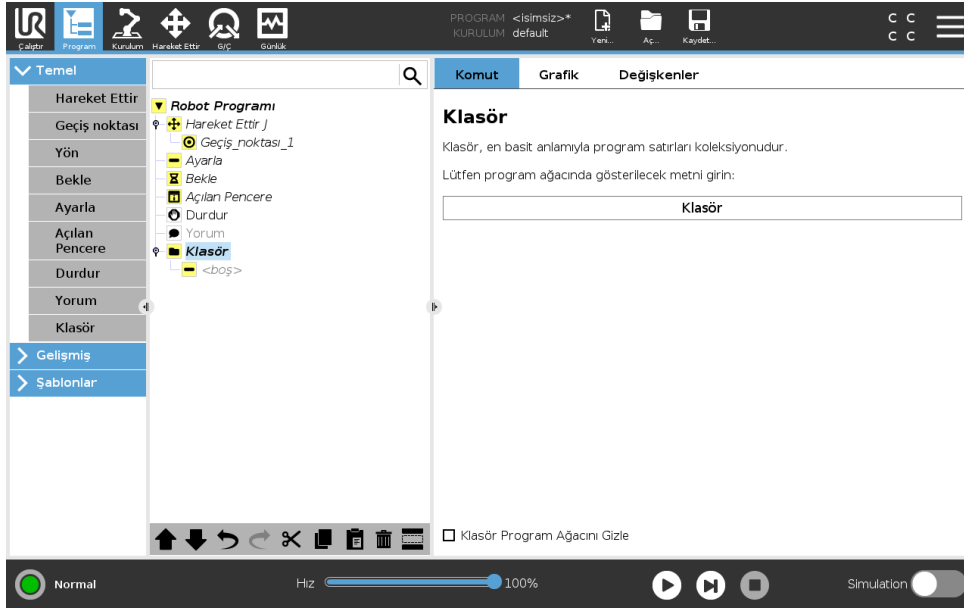 PROGRAM <isimsiz>*
KURULUM default
Çalıştır
Program
Kurulum
Hareket Ettir
G/Ç
Günlük
Yeni...
Aç...
Kaydet...
C C
C C
Temel
Hareket Ettir
Geçiş noktası
Yön
Bekle
Ayarla
Açılan
Pencere
Durdur
Yorum
Klasör
Gelişmiş
Şablonlar
Robot Programı
Hareket Ettir J
Geçiş_noktası_1
Ayarla
Bekle
Açılan Pencere
Durdur
Yorum
Klasör
<boş>
Komut
Grafik
Değişkenler
Klasör
Klasör, en basit anlamıyla program satırları koleksiyonudur.
Lütfen program ağacında gösterilecek metni girin:
Klasör
Klasör Program Ağacını Gizle
Normal
Hız
100%
Simulation